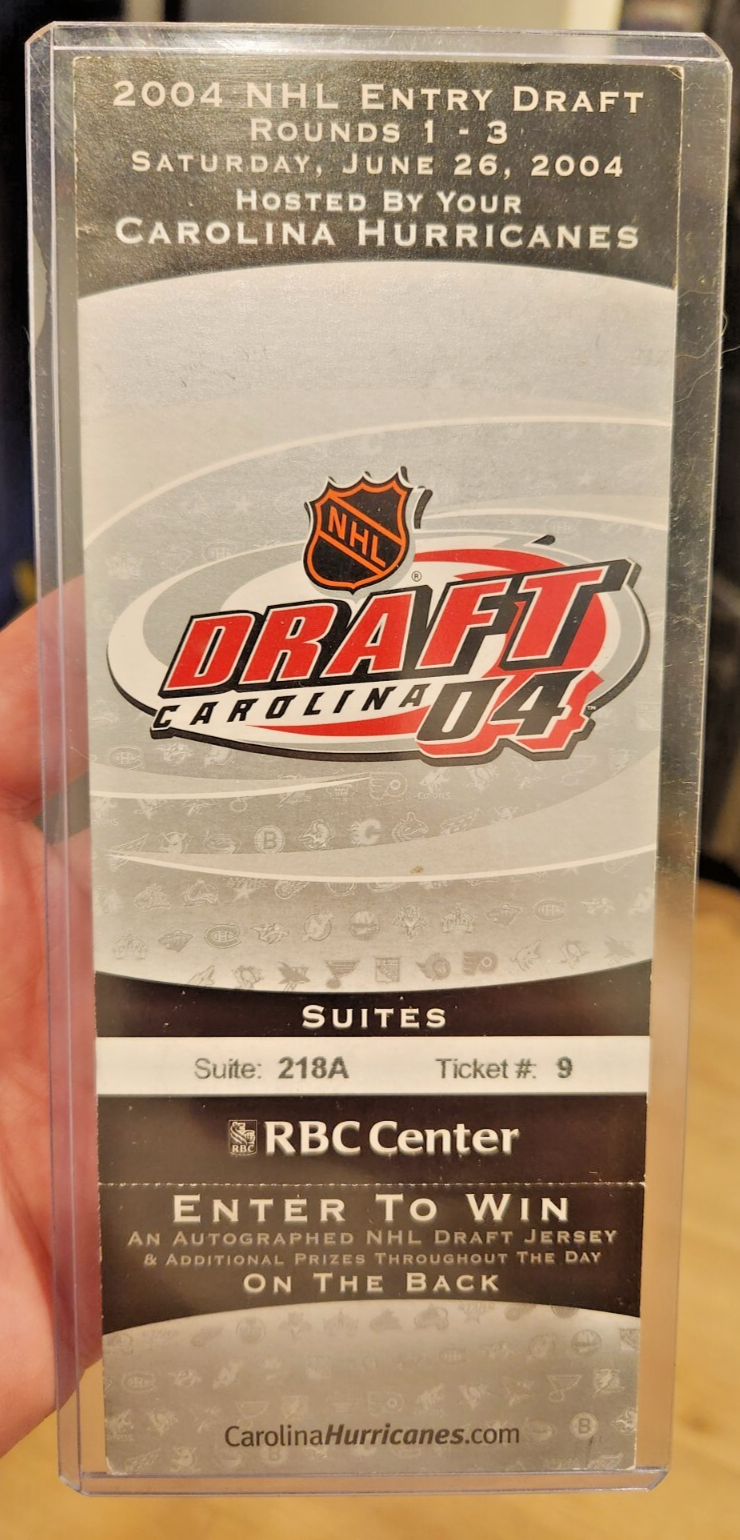 2004 NHL ENTRY DRAFT
ROUNDS 1 - 3
SATURDAY, JUNE 26, 2004
HOSTED BY YOUR
CAROLINA HURRICANES
NHL
®
DRAFT
CAROLINA 04
™
SUITES
Suite: 218A Ticket #: 9
RBC RBC Center
ENTER TO WIN
AN AUTOGRAPHED NHL DRAFT JERSEY
& ADDITIONAL PRIZES THROUGHOUT THE DAY
ON THE BACK
CarolinaHurricanes.com